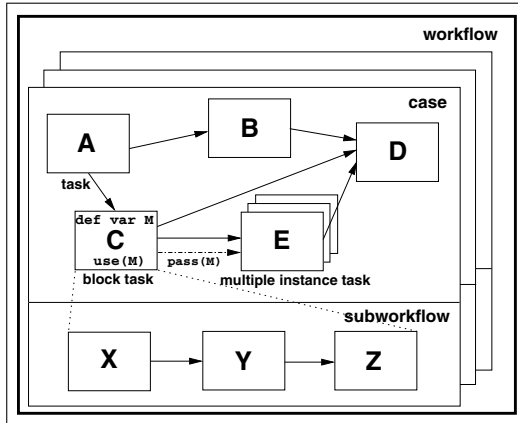 workflow
case
A
B
D
task
def var M
C
use(M)
pass(M)
E
block task
multiple instance task
subworkflow
X
Y
Z